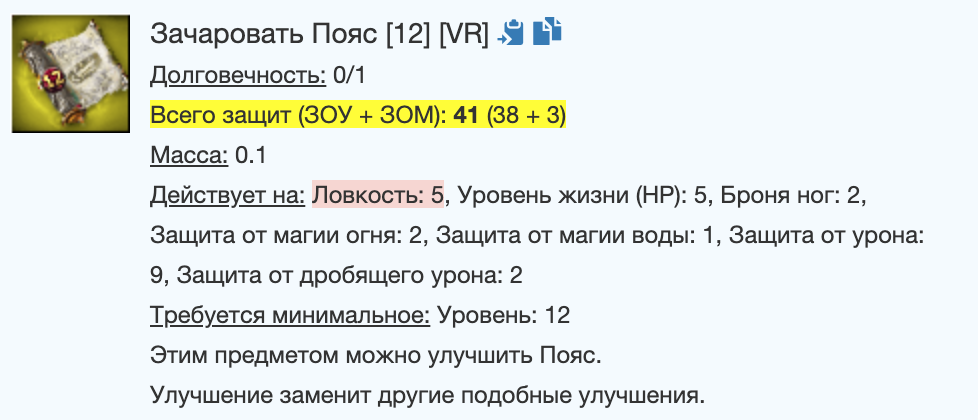 Зачаровать Пояс [12] [VR]
Долговечность: 0/1
Всего защит (ЗОУ + ЗОМ): 41 (38 + 3)
Масса: 0.1
Действует на: Ловкость: 5, Уровень жизни (HP): 5, Броня ног: 2,
Защита от магии огня: 2, Защита от магии воды: 1, Защита от урона:
9, Защита от дробящего урона: 2
Требуется минимальное: Уровень: 12
Этим предметом можно улучшить Пояс.
Улучшение заменит другие подобные улучшения.
12